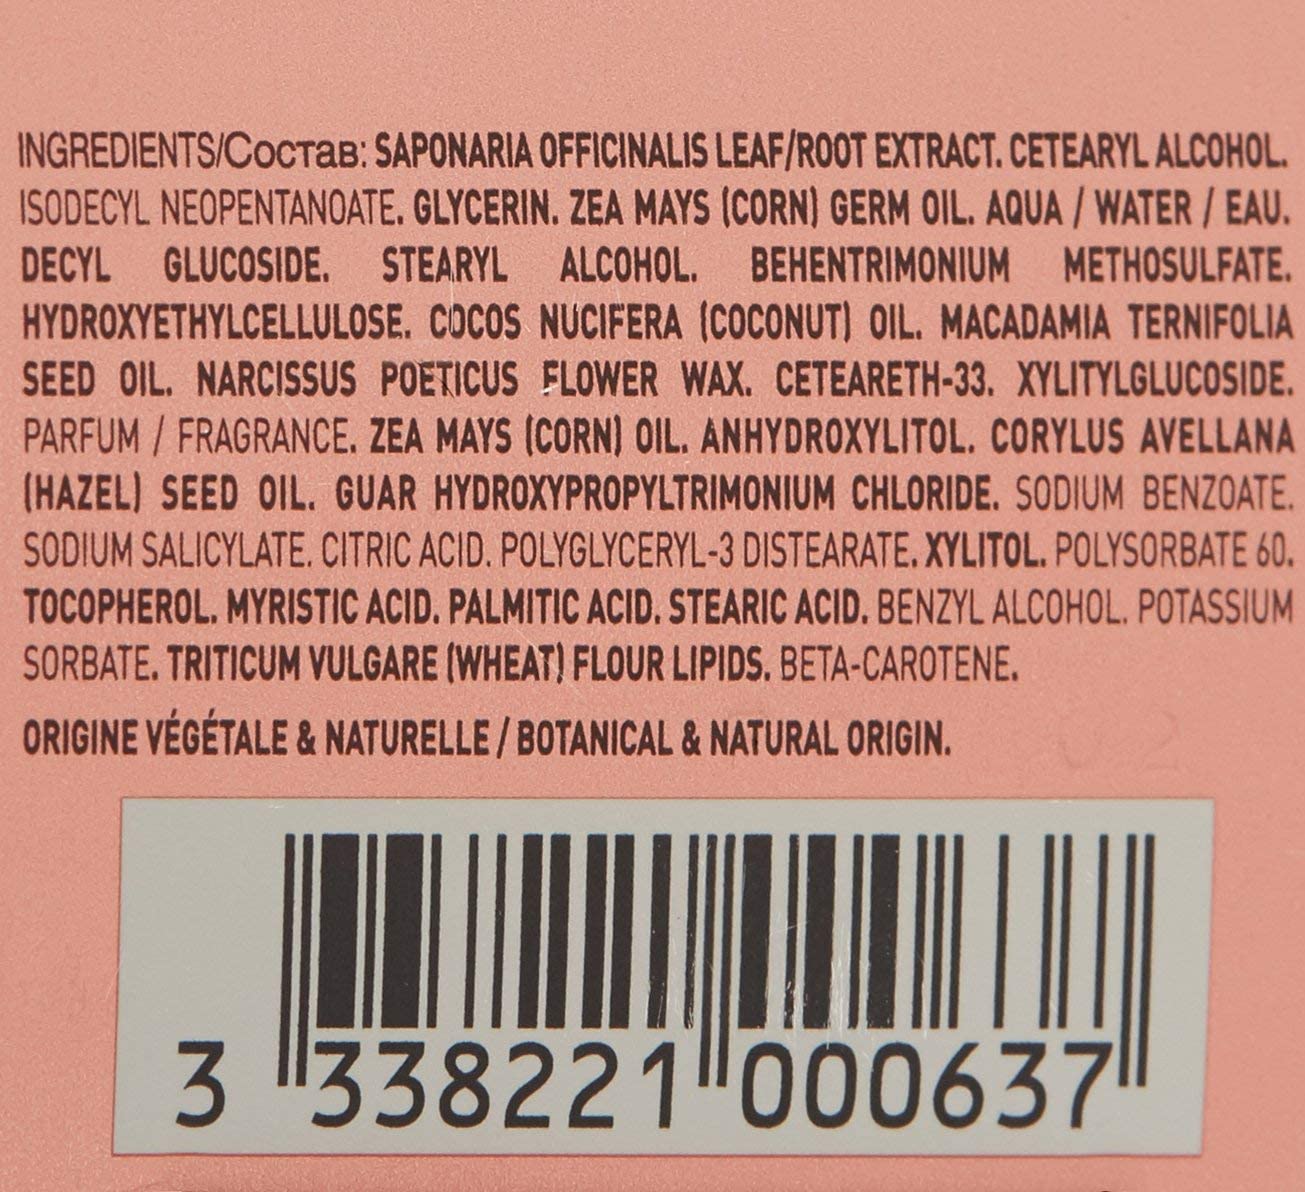 INGREDIENTS/Состав: SAPONARIA OFFICINALIS LEAF/ROOT EXTRACT. CETEARYL ALCOHOL.
ISODECYL NEOPENTANOATE. GLYCERIN. ZEA MAYS (CORN) GERM OIL. AQUA / WATER / EAU.
DECYL GLUCOSIDE. STEARYL ALCOHOL. BEHENTRIMONIUM METHOSULFATE.
HYDROXYETHYLCELLULOSE. COCOS NUCIFERA (COCONUT) OIL. MACADAMIA TERNIFOLIA
SEED OIL. NARCISSUS POETICUS FLOWER WAX. CETEARETH-33. XYLITYLGLUCOSIDE.
PARFUM / FRAGRANCE. ZEA MAYS (CORN) OIL. ANHYDROXYLITOL. CORYLUS AVELLANA
(HAZEL) SEED OIL. GUAR HYDROXYPROPYLTRIMONIUM CHLORIDE. SODIUM BENZOATE.
SODIUM SALICYLATE. CITRIC ACID. POLYGLYCERYL-3 DISTEARATE. XYLITOL. POLYSORBATE 60.
TOCOPHEROL. MYRISTIC ACID. PALMITIC ACID. STEARIC ACID. BENZYL ALCOHOL. POTASSIUM
SORBATE. TRITICUM VULGARE (WHEAT) FLOUR LIPIDS. BETA-CAROTENE.
ORIGINE VÉGÉTALE & NATURELLE / BOTANICAL & NATURAL ORIGIN.
3 338221 000637